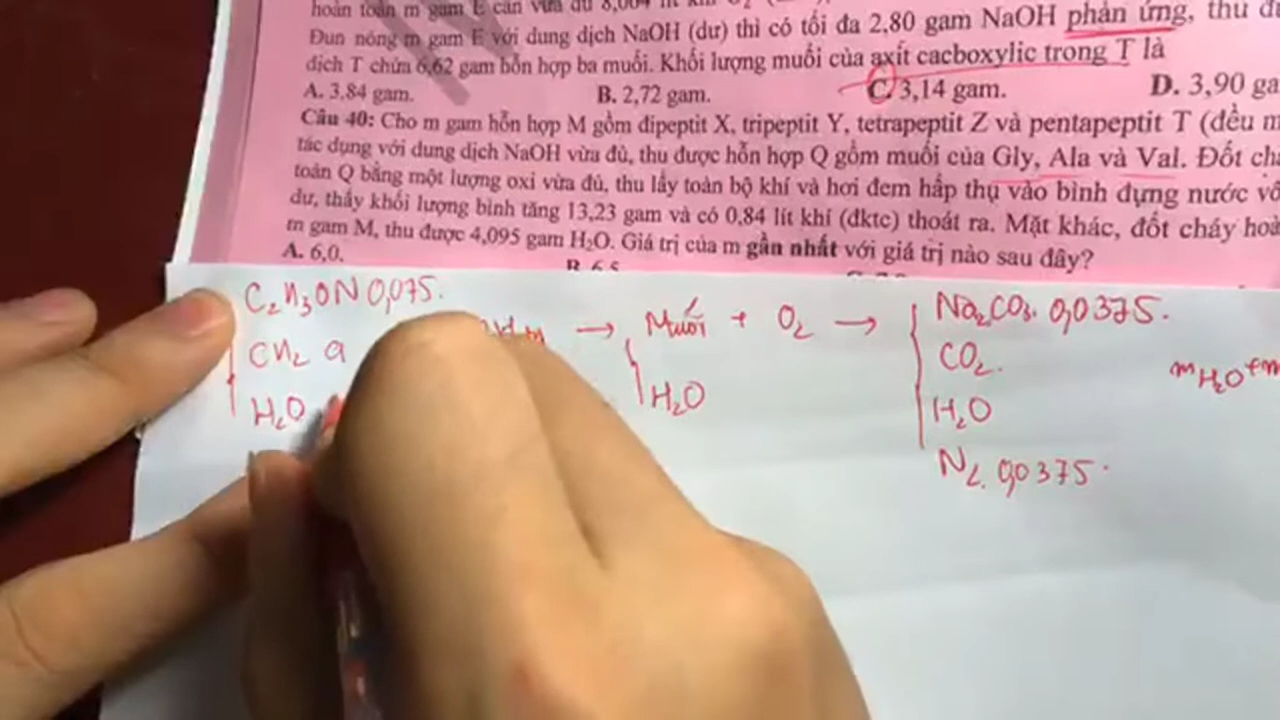 hoàn toàn m gam E cần vừa đủ 8,064 lít khí O2
Đun nóng m gam E với dung dịch NaOH (dư) thì có tối đa 2,80 gam NaOH phản ứng, thu
dịch T chứa 6,62 gam hỗn hợp ba muối. Khối lượng muối của axit cacboxylic trong T là
A. 3,84 gam. B. 2,72 gam. C. 3,14 gam. D. 3,90 ga
Câu 40: Cho m gam hỗn hợp M gồm đipeptit X, tripeptit Y, tetrapeptit Z và pentapeptit T (đều m
tác dụng với dung dịch NaOH vừa đủ, thu được hỗn hợp Q gồm muối của Gly, Ala và Val. Đốt
toàn Q bằng một lượng oxi vừa đủ, thu lấy toàn bộ khí và hơi đem hấp thụ vào bình đựng nước
dư, thấy khối lượng bình tăng 13,23 gam và có 0,84 lít khí (đktc) thoát ra. Mặt khác, đốt cháy
m gam M, thu được 4,095 gam H2O. Giá trị của m gần nhất với giá trị nào sau đây?
A. 6,0.
C2H3ON 0,075.
CH2 a
H2O
→ Muối + O2 → Na2CO3. 0,0375.
H2O
CO2.
H2O
N2. 0,0375.
mH2O + m